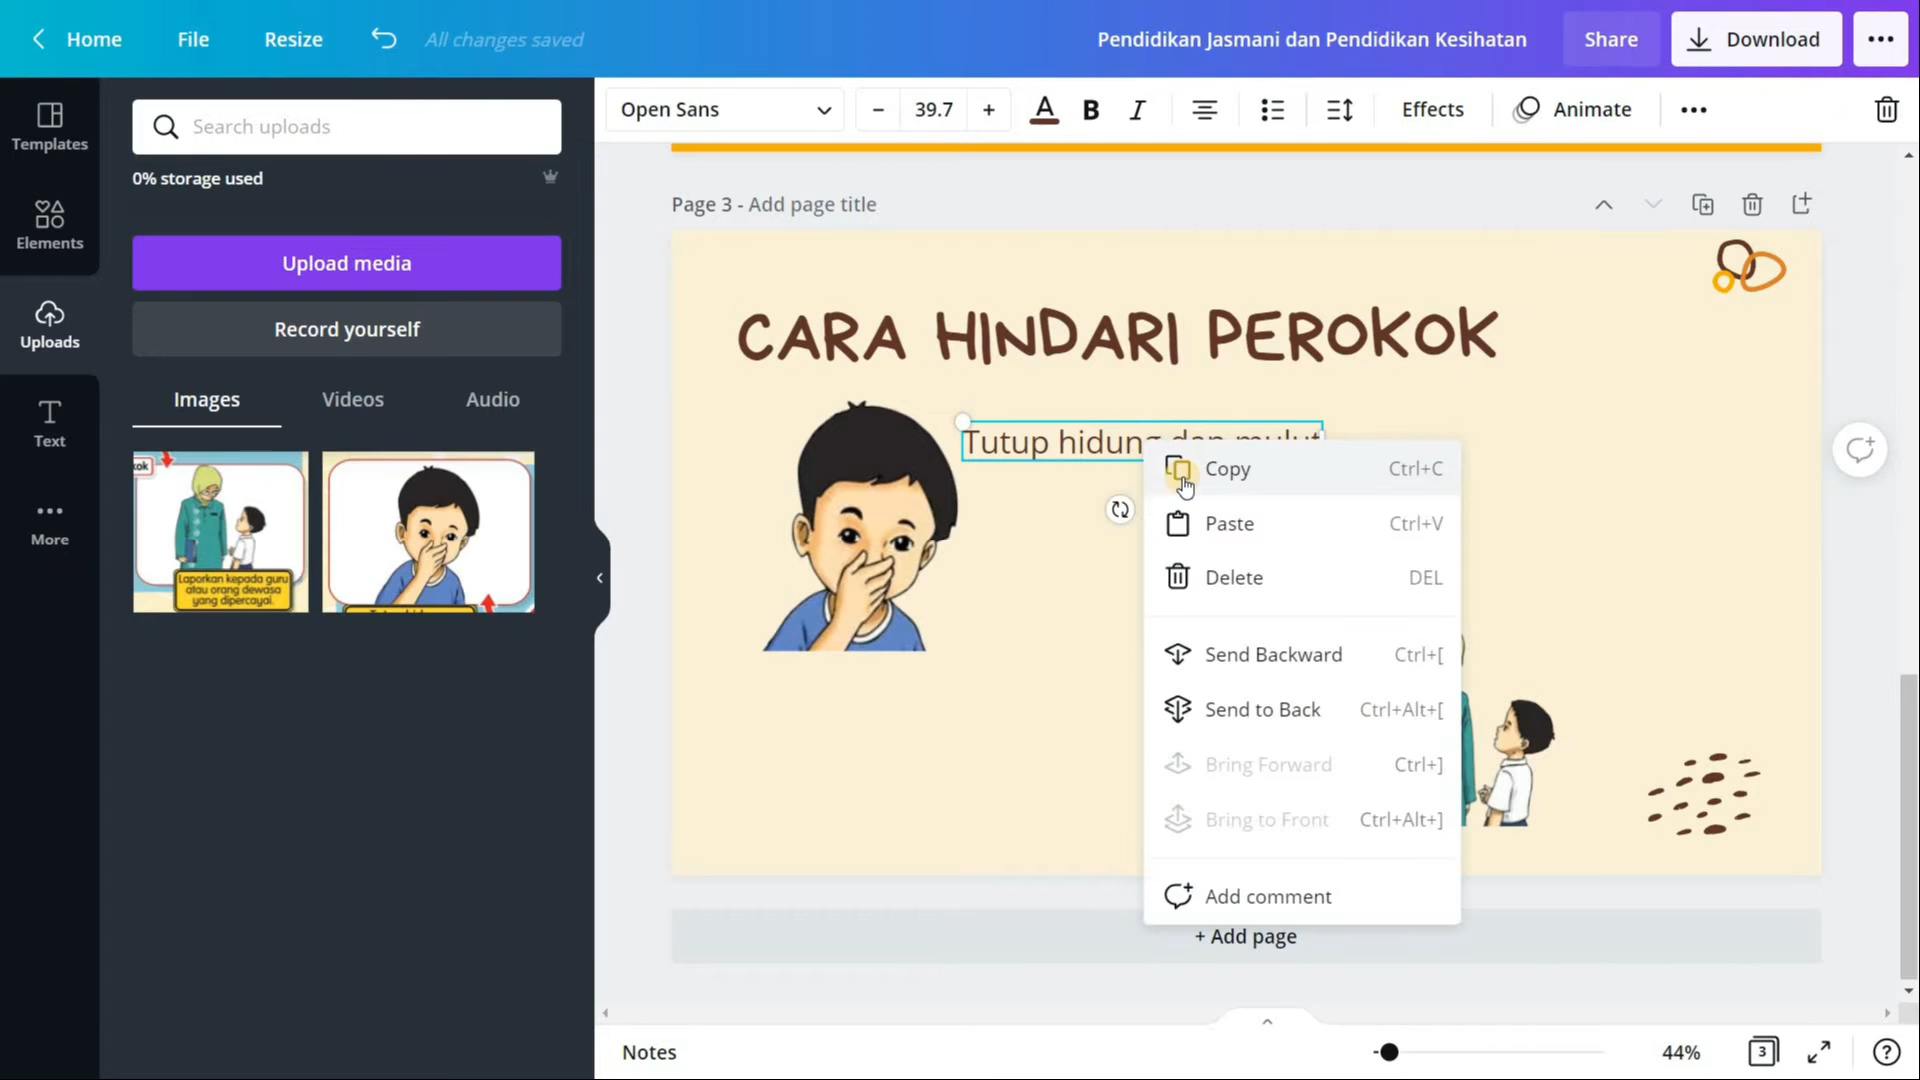 Home File Resize All changes saved Pendidikan Jasmani dan Pendidikan Kesihatan Share Download
Open Sans 39.7 A B I Effects Animate
Templates
Elements
Uploads
Text
More
Search uploads
0% storage used
Upload media
Record yourself
Images Videos Audio
kok
Laporkan kepada guru
atau orang dewasa
yang dipercayai.
Page 3 - Add page title
CARA HINDARI PEROKOK
Tutup hidung dan mulut
Copy Ctrl+C
Paste Ctrl+V
Delete DEL
Send Backward Ctrl+[
Send to Back Ctrl+Alt+[
Bring Forward Ctrl+]
Bring to Front Ctrl+Alt+]
Add comment
+ Add page
Notes 44% 3